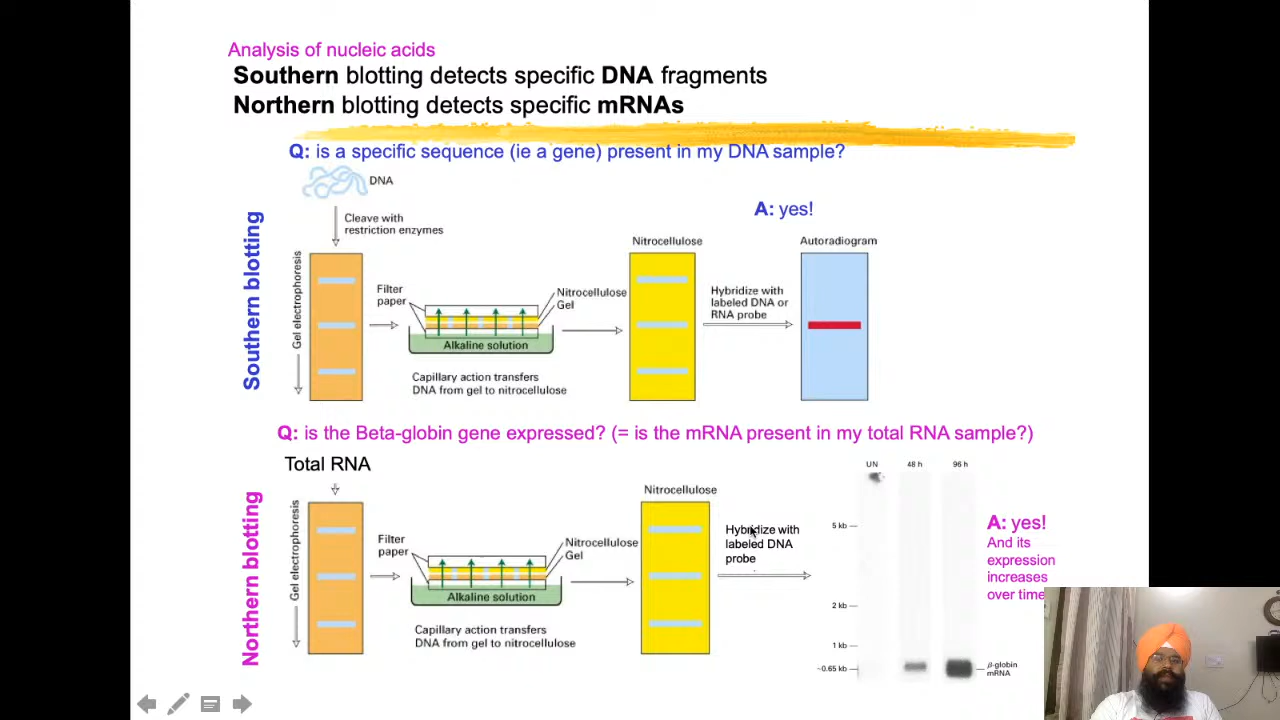 Analysis of nucleic acids
Southern blotting detects specific DNA fragments
Northern blotting detects specific mRNAs
Q: is a specific sequence (ie a gene) present in my DNA sample?
Southern blotting
DNA
Cleave with
restriction enzymes
Gel electrophoresis
Filter
paper
Nitrocellulose
Gel
Alkaline solution
Capillary action transfers
DNA from gel to nitrocellulose
Nitrocellulose
Hybridize with
labeled DNA or
RNA probe
A: yes!
Autoradiogram
Q: is the Beta-globin gene expressed? (= is the mRNA present in my total RNA sample?)
Northern blotting
Total RNA
Gel electrophoresis
Filter
paper
Nitrocellulose
Gel
Alkaline solution
Capillary action transfers
DNA from gel to nitrocellulose
Nitrocellulose
Hybridize with
labeled DNA
probe
UN 48 h 96 h
5 kb
2 kb
1 kb
~0.65 kb
β-globin
mRNA
A: yes!
And its
expression
increases
over time